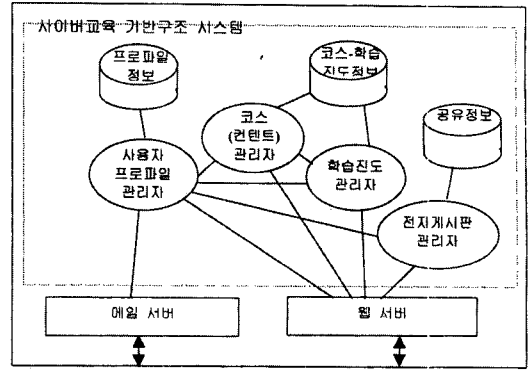 사이버교육 기반구조 시스템
프로파일
정보
코스-학습
진도정보
공유정보
코스
(컨텐트)
관리자
사용자
프로파일
관리자
학습진도
관리자
전자게시판
관리자
메일 서버
웹 서버